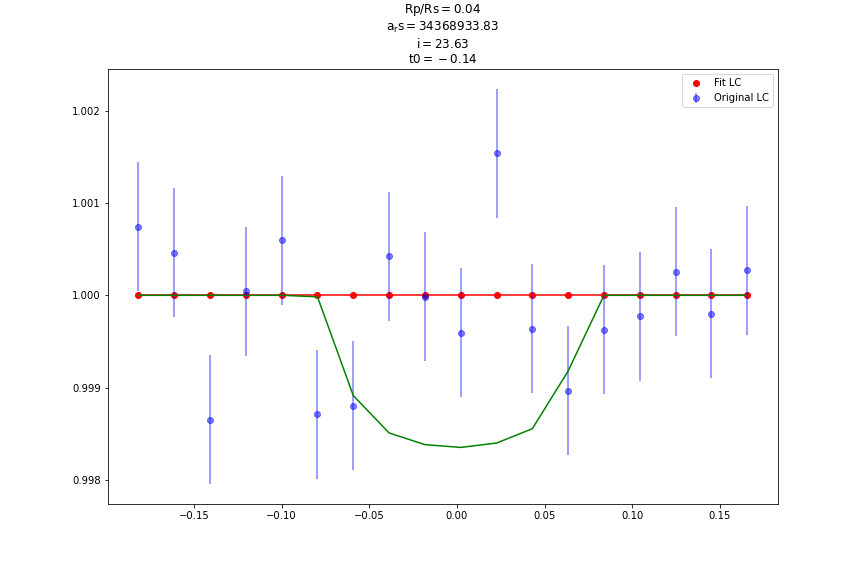 Rp/Rs = 0.04
aᵣs = 34368933.83
i = 23.63
t0 = −0.14
Fit LC
Original LC
1.002
1.001
1.000
0.999
0.998
−0.15
−0.10
−0.05
0.00
0.05
0.10
0.15